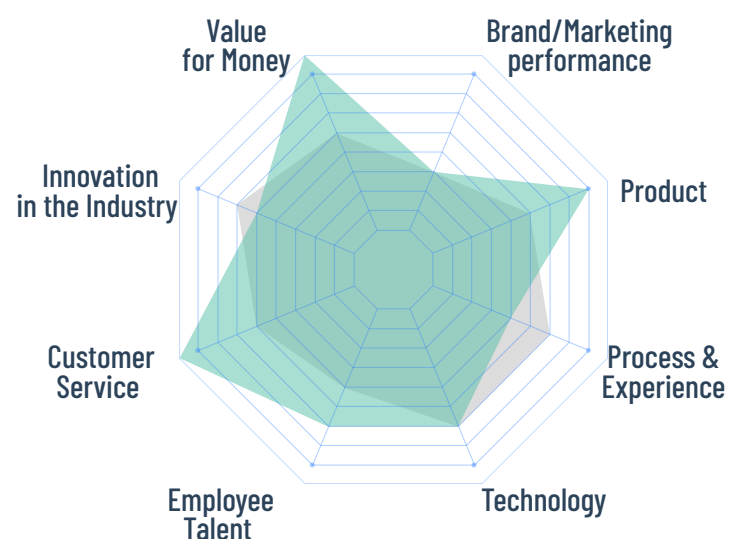 Value
for Money
Brand/Marketing
performance
Innovation
in the Industry
Product
Customer
Service
Process &
Experience
Employee
Talent
Technology